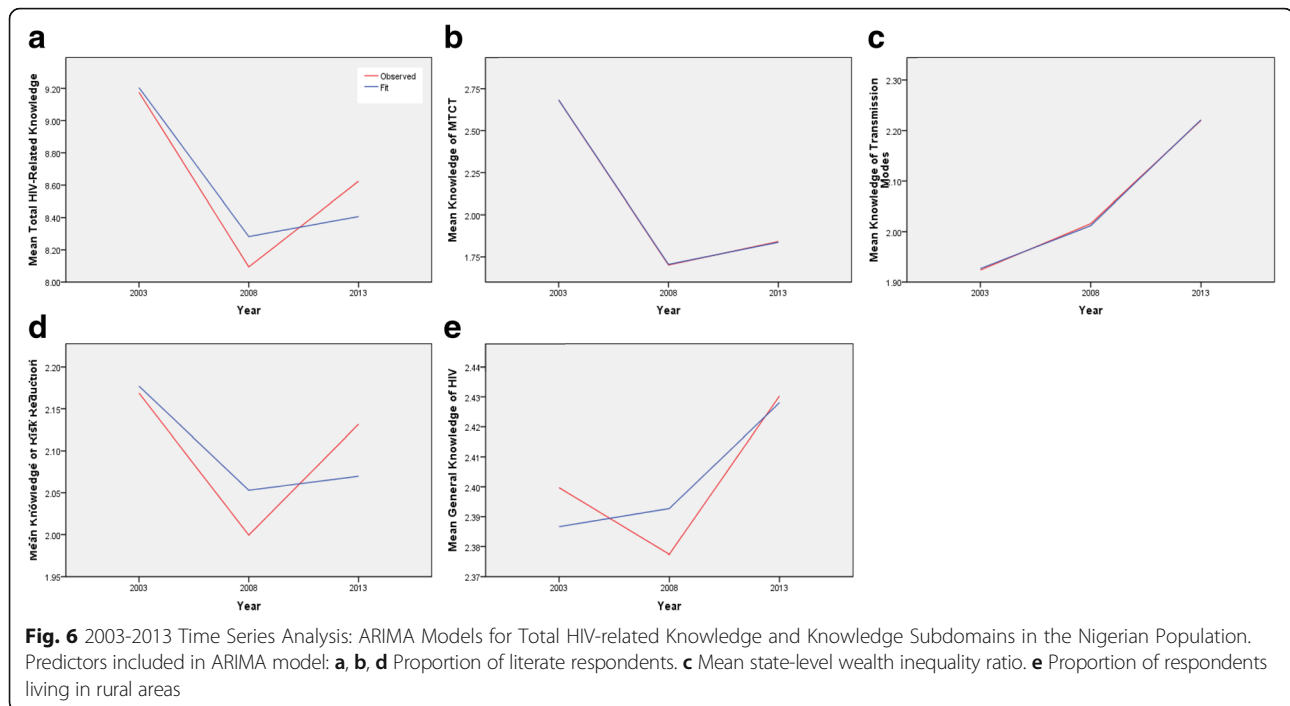 a
b
c
Mean Total HIV-Related Knowledge
9.20
9.00
8.80
8.60
8.40
8.20
8.00
Observed
Fit
2003
2008
2013
Year
Mean Knowledge of MTCT
2.75
2.50
2.25
2.00
1.75
2003
2008
2013
Year
Mean Knowledge of Transmission
Modes
2.30
2.20
2.10
2.00
1.90
2003
2008
2013
Year
d
e
Mean Knowledge of Risk Reduction
2.20
2.15
2.10
2.05
2.00
1.95
2003
2008
2013
Year
Mean General Knowledge of HIV
2.44
2.43
2.42
2.41
2.40
2.39
2.38
2.37
2003
2008
2013
Year
Fig. 6 2003-2013 Time Series Analysis: ARIMA Models for Total HIV-related Knowledge and Knowledge Subdomains in the Nigerian Population.
Predictors included in ARIMA model: a, b, d Proportion of literate respondents. c Mean state-level wealth inequality ratio. e Proportion of respondents
living in rural areas